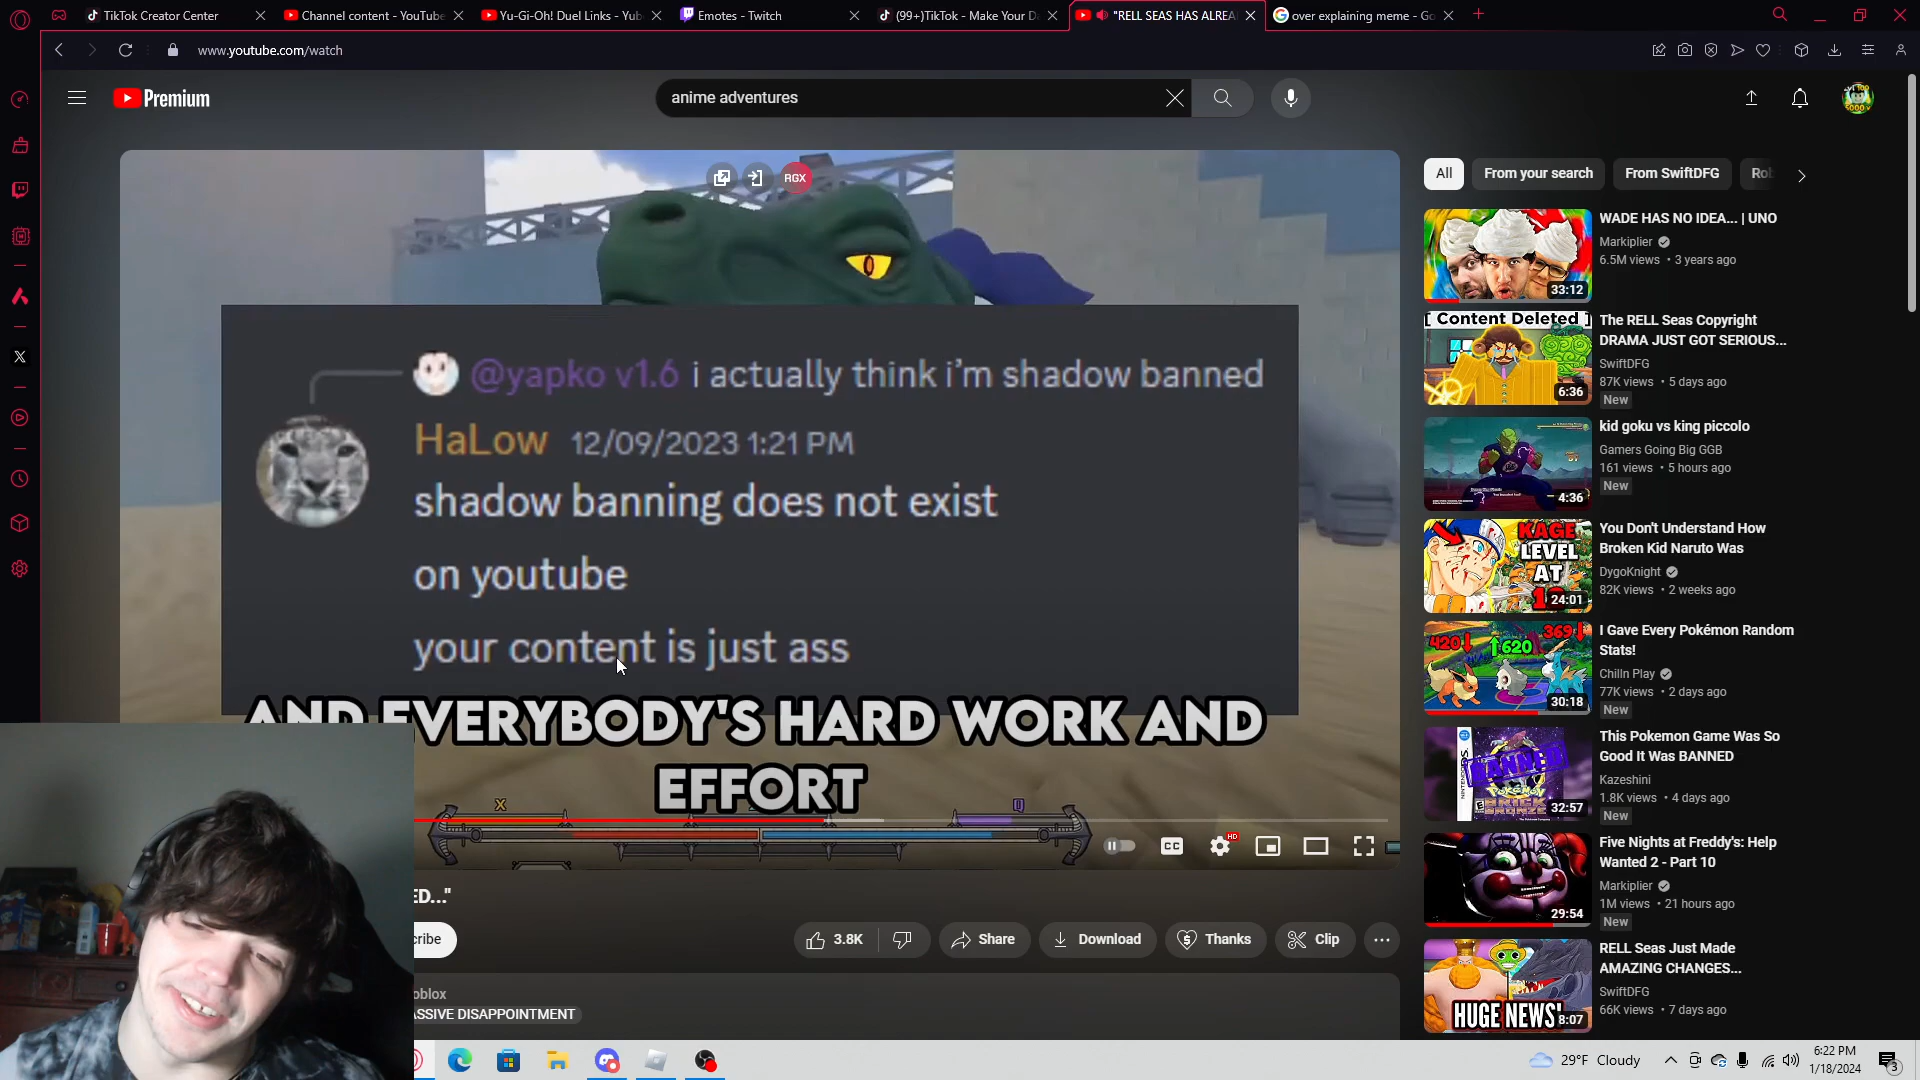 TikTok Creator Center
Channel content - YouTube
Yu-Gi-Oh! Duel Links - Yub
Emotes - Twitch
(99+)TikTok - Make Your Da
"RELL SEAS HAS ALREA
over explaining meme - Go
www.youtube.com/watch
Premium
anime adventures
RGX
@yapko v1.6 i actually think i'm shadow banned
HaLow 12/09/2023 1:21 PM
shadow banning does not exist
on youtube
your content is just ass
AND EVERYBODY'S HARD WORK AND
EFFORT
X
CC
HD
ED..."
cribe
3.8K
Share
Download
Thanks
Clip
oblox
ASSIVE DISAPPOINTMENT
All
From your search
From SwiftDFG
Rob
WADE HAS NO IDEA... | UNO
Markiplier
6.5M views • 3 years ago
33:12
[ Content Deleted ]
The RELL Seas Copyright
DRAMA JUST GOT SERIOUS...
SwiftDFG
87K views • 5 days ago
New
6:36
kid goku vs king piccolo
Gamers Going Big GGB
161 views • 5 hours ago
New
4:36
KAGE
LEVEL
AT
You Don't Understand How
Broken Kid Naruto Was
DygoKnight
82K views • 2 weeks ago
24:01
420
620
369
I Gave Every Pokémon Random
Stats!
Chilln Play
77K views • 2 days ago
New
30:18
BANNED
POKÉMON
BRICK BRONZE
This Pokemon Game Was So
Good It Was BANNED
Kazeshini
1.8K views • 4 days ago
New
32:57
Five Nights at Freddy's: Help
Wanted 2 - Part 10
Markiplier
1M views • 21 hours ago
New
29:54
RELL Seas Just Made
AMAZING CHANGES...
SwiftDFG
66K views • 7 days ago
HUGE NEWS!
8:07
29°F Cloudy
6:22 PM
1/18/2024
3